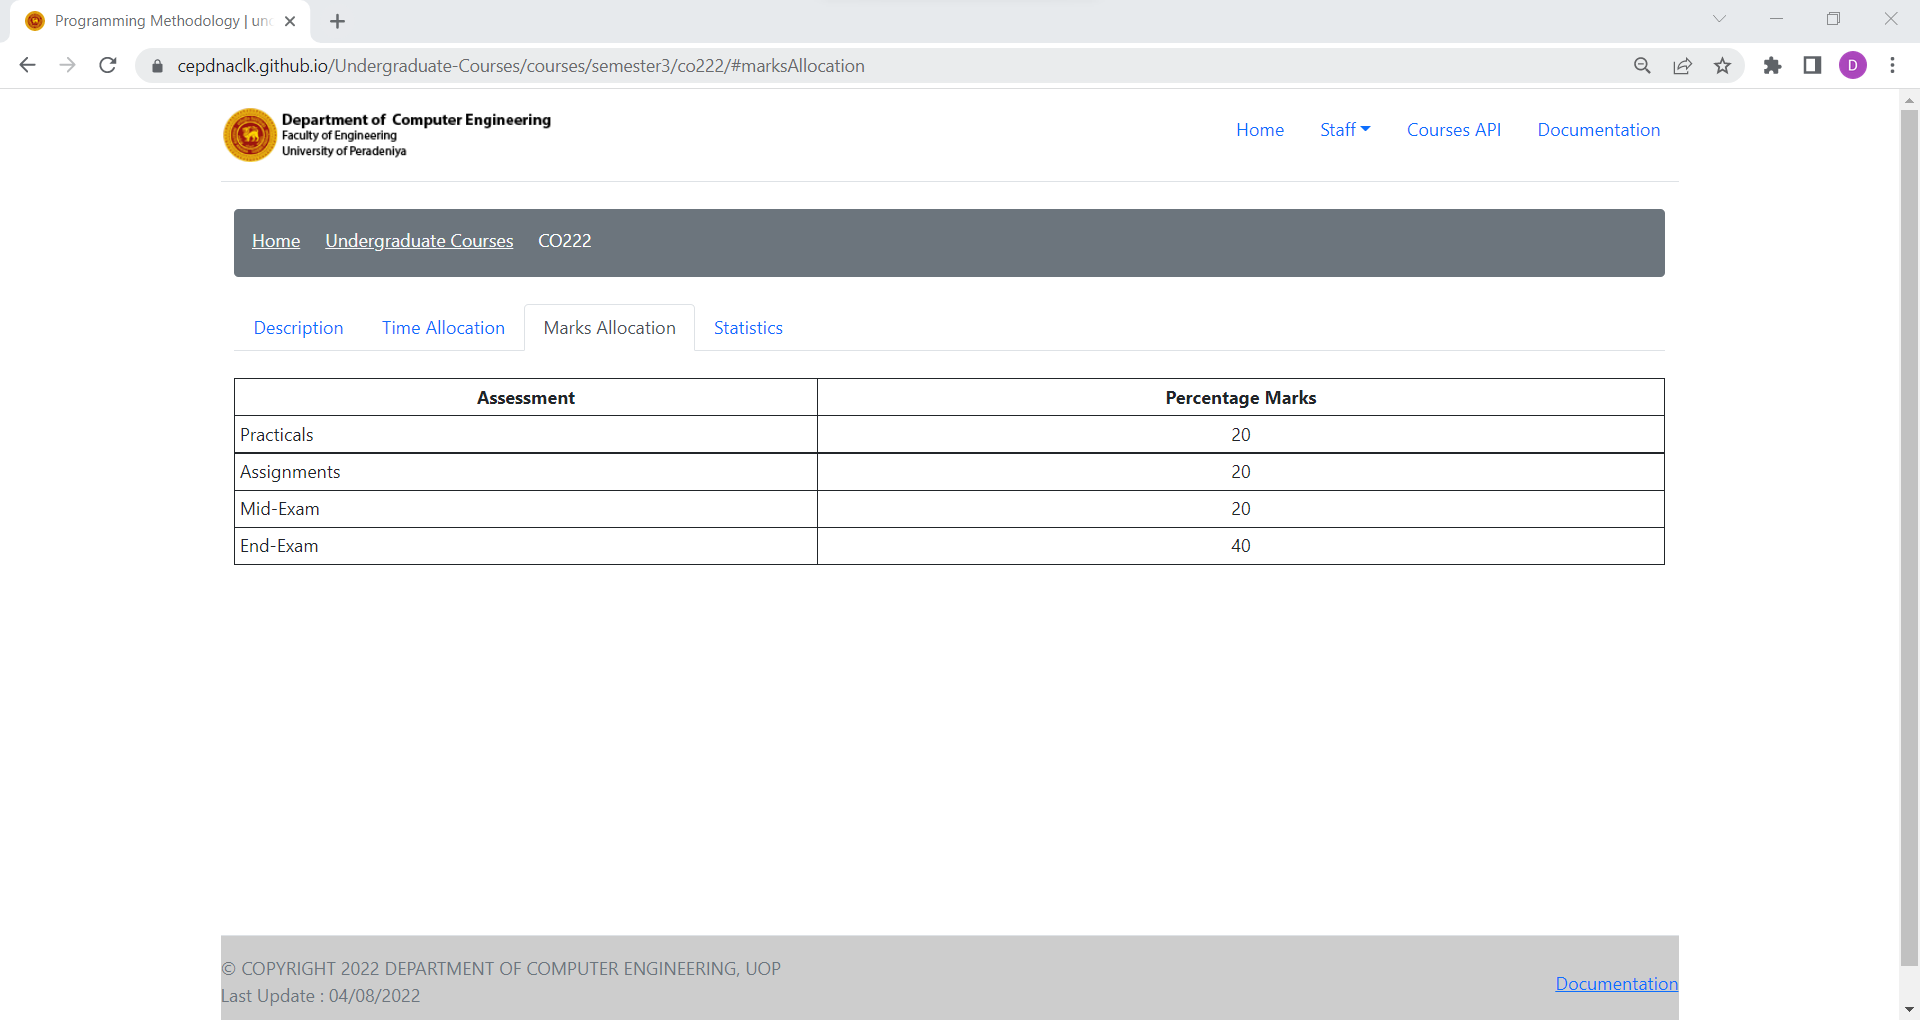 Programming Methodology | un
cepdnaclk.github.io/Undergraduate-Courses/courses/semester3/co222/#marksAllocation
D
Department of Computer Engineering
Faculty of Engineering
University of Peradeniya
Home Staff Courses API Documentation
Home Undergraduate Courses CO222
Description Time Allocation Marks Allocation Statistics
Assessment Percentage Marks
Practicals 20
Assignments 20
Mid-Exam 20
End-Exam 40
© COPYRIGHT 2022 DEPARTMENT OF COMPUTER ENGINEERING, UOP
Last Update : 04/08/2022
Documentation